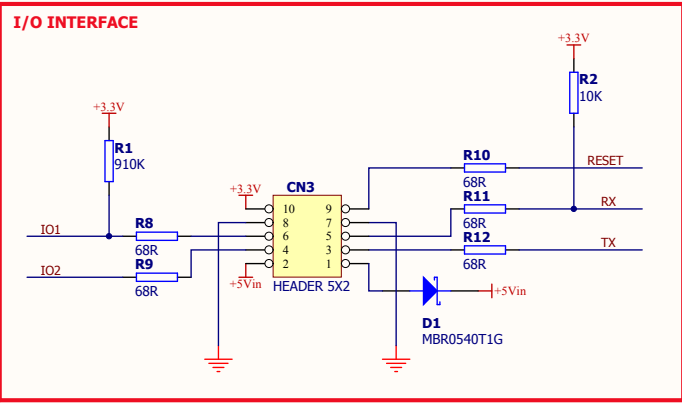 I/O INTERFACE
+3.3V
R2
10K
+3.3V
R1
910K
R10
RESET
68R
+3.3V
CN3
R11
RX
68R
10 9
8 7
6 5
4 3
2 1
IO1
R8
68R
R12
TX
68R
IO2
R9
68R
+5Vin
HEADER 5X2
+5Vin
D1
MBR0540T1G